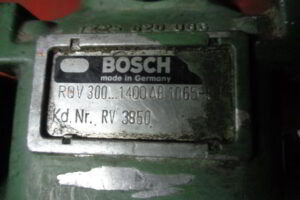 BOSCH
made in Germany
RQV 300...1400 AB 1065-
Kd. Nr. RV 3850